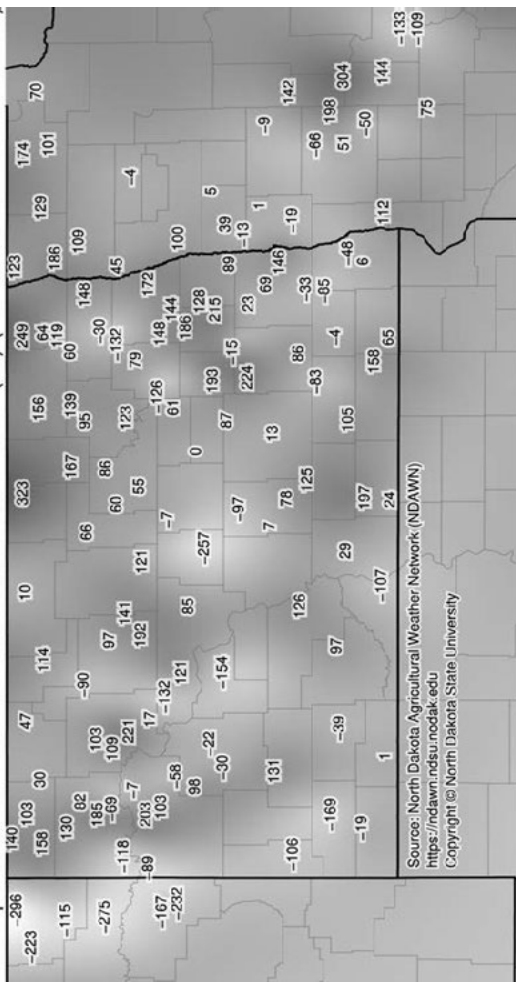 -296 140 103 47 10 323 249 123 174
-223 158 30 114 156 64 129 101 70
-115 130 167 139 119 60 186
82 -90 66 95 148 109
-275 185 103 97 86 -30
-69 109 60 -132 45
-118 -7 221 141 123 79 -4
-89 203 17 192 121 55 172
-167 103 -132 -7 -126 148
-232 -58 121 85 61 144 186 100
98 0 128
-22 -257 193 215 5
-30 -154 87 -15 89 39
-97 224 23 -13
131 7 13 69 1 -9
-106 126 78 86 146 -19 142
125 -33
-169 -83 -85 -66 198
-39 97 29 105 -4 -48 51 304
-19 197 158 6 -50
1 -107 24 65 112 144
-133
-109
75
Source: North Dakota Agricultural Weather Network (NDAWN)
https://ndawn.ndsu.nodak.edu
Copyright © North Dakota State University